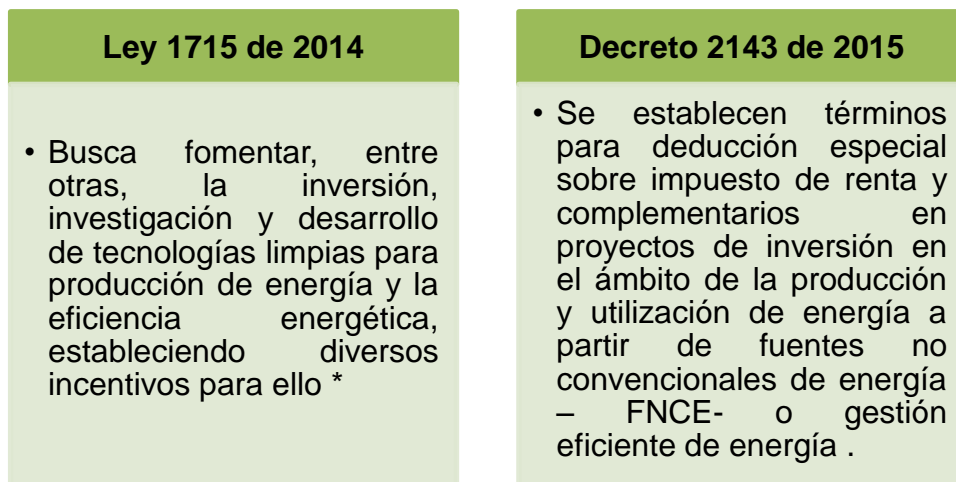 Ley 1715 de 2014
• Busca fomentar, entre
otras, la inversión,
investigación y desarrollo
de tecnologías limpias para
producción de energía y la
eficiencia energética,
estableciendo diversos
incentivos para ello *
Decreto 2143 de 2015
• Se establecen términos
para deducción especial
sobre impuesto de renta y
complementarios en
proyectos de inversión en
el ámbito de la producción
y utilización de energía a
partir de fuentes no
convencionales de energía
– FNCE- o gestión
eficiente de energía .